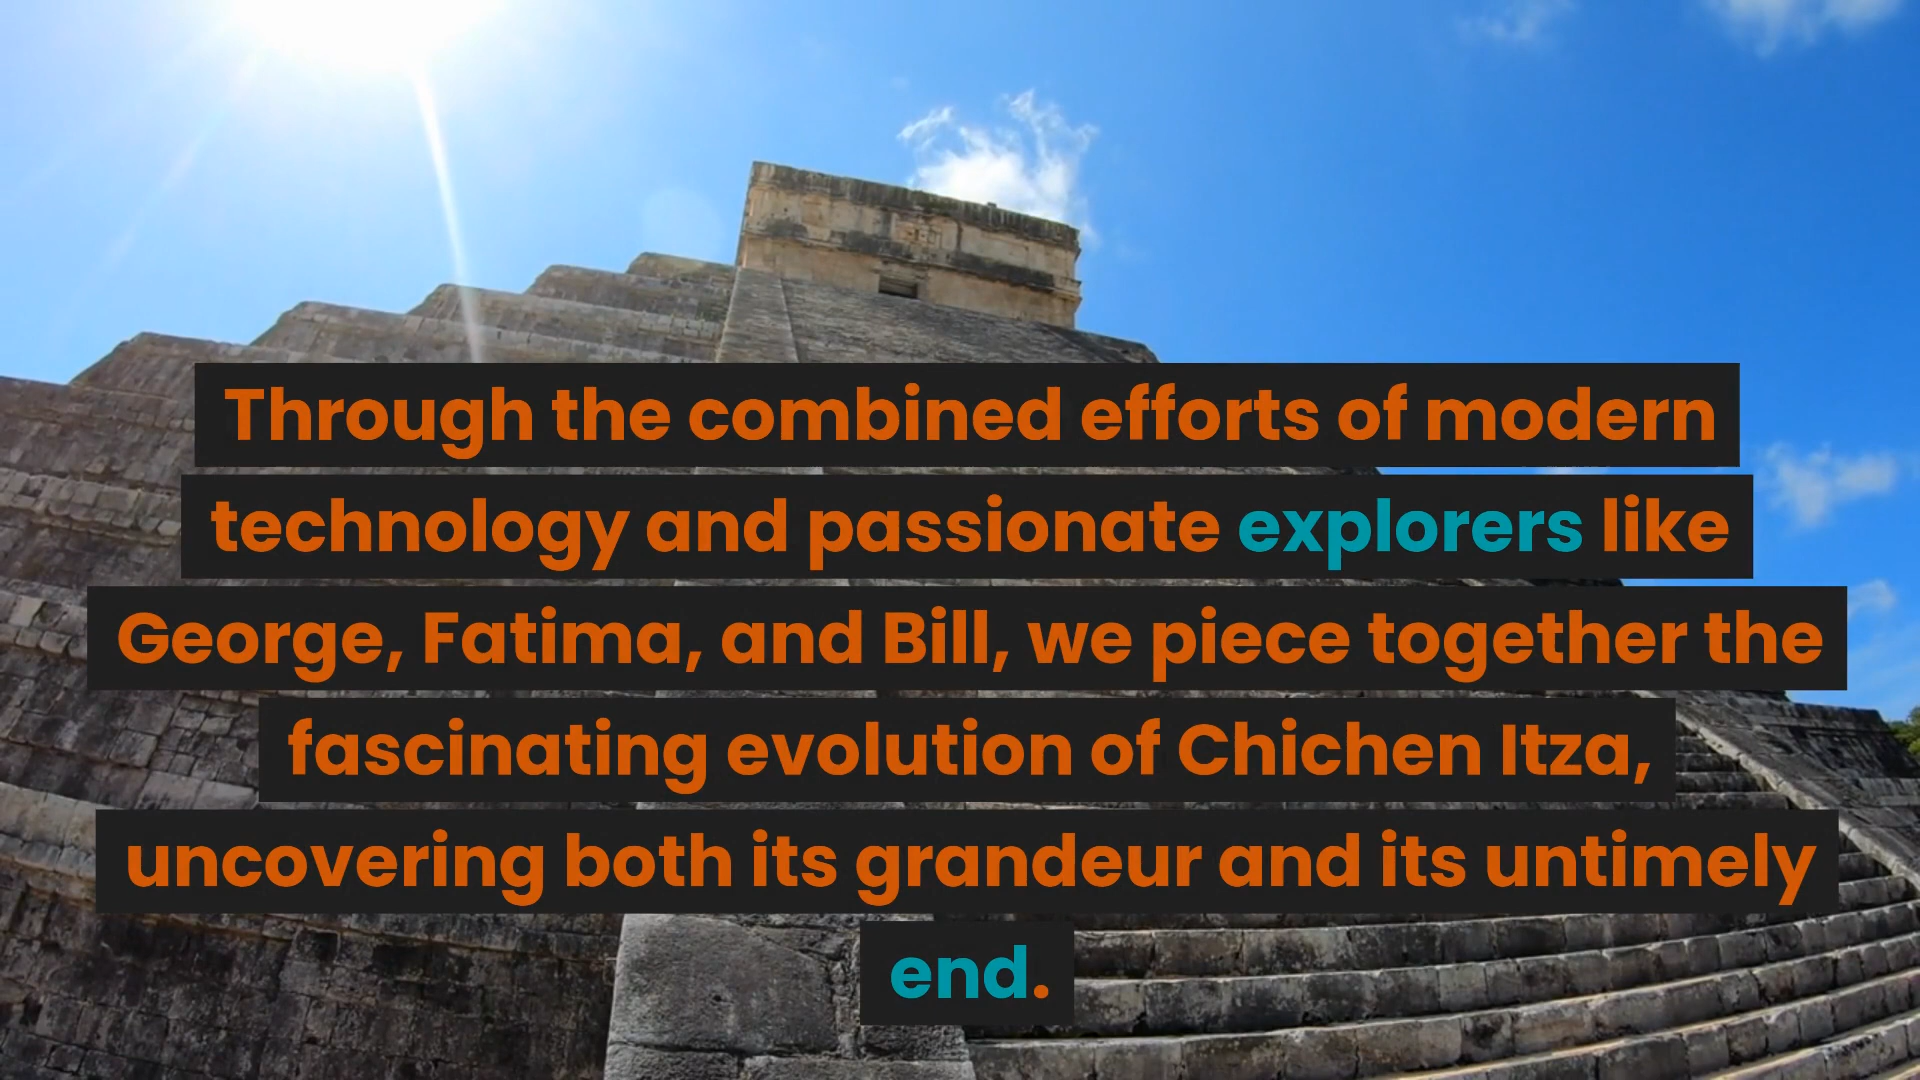 Through the combined efforts of modern
technology and passionate explorers like
George, Fatima, and Bill, we piece together the
fascinating evolution of Chichen Itza,
uncovering both its grandeur and its untimely
end.